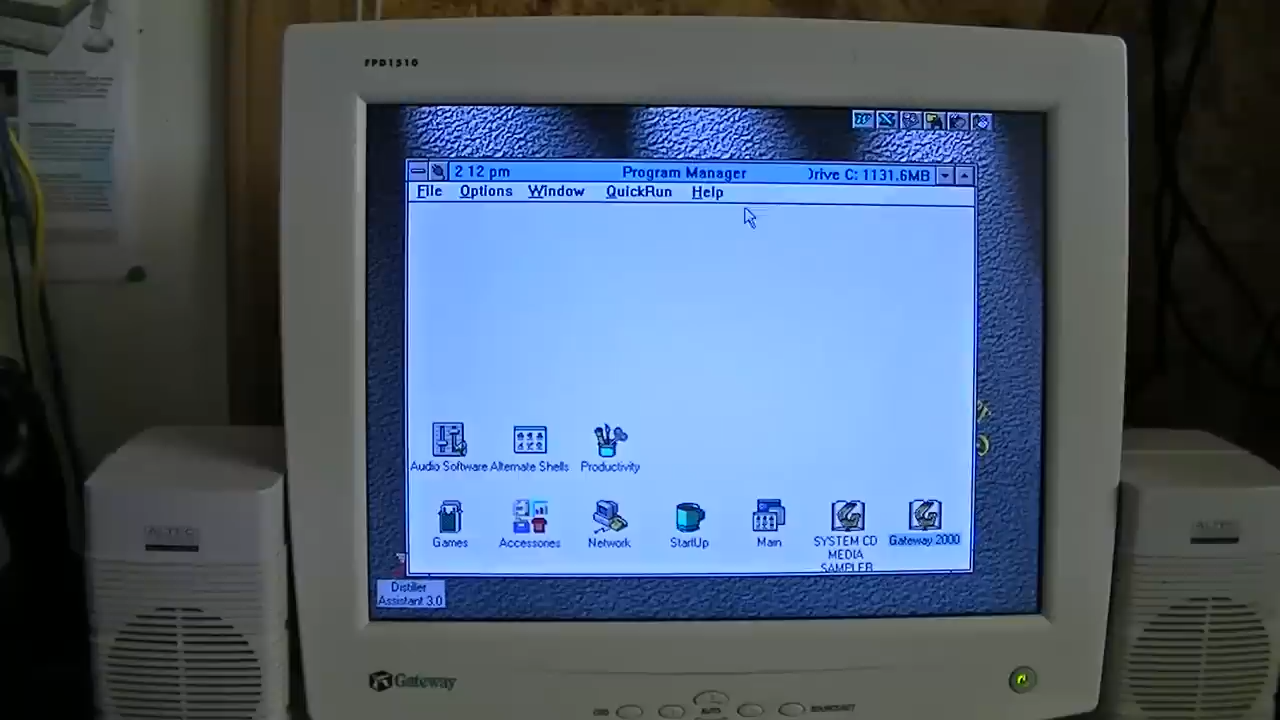 FPD1510
2 12 pm Program Manager Drive C: 1131.6MB
File Options Window QuickRun Help
Audio Software Alternate Shells Productivity
Games Accessories Network StartUp Main SYSTEM CD MEDIA SAMPLER Gateway 2000
Distiller
Assistant 3.0
ALTEC
ALTEC
Gateway
AUTO